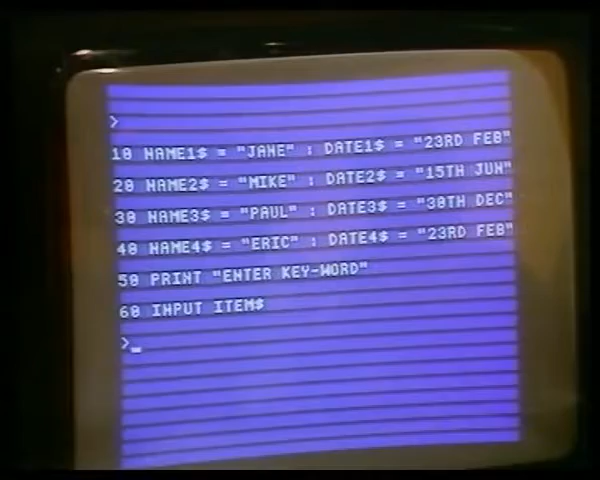 >
10 NAME1$ = "JANE" : DATE1$ = "23RD FEB"
20 NAME2$ = "MIKE" : DATE2$ = "15TH JUN"
30 NAME3$ = "PAUL" : DATE3$ = "30TH DEC"
40 NAME4$ = "ERIC" : DATE4$ = "23RD FEB"
50 PRINT "ENTER KEY-WORD"
60 INPUT ITEM$
>_